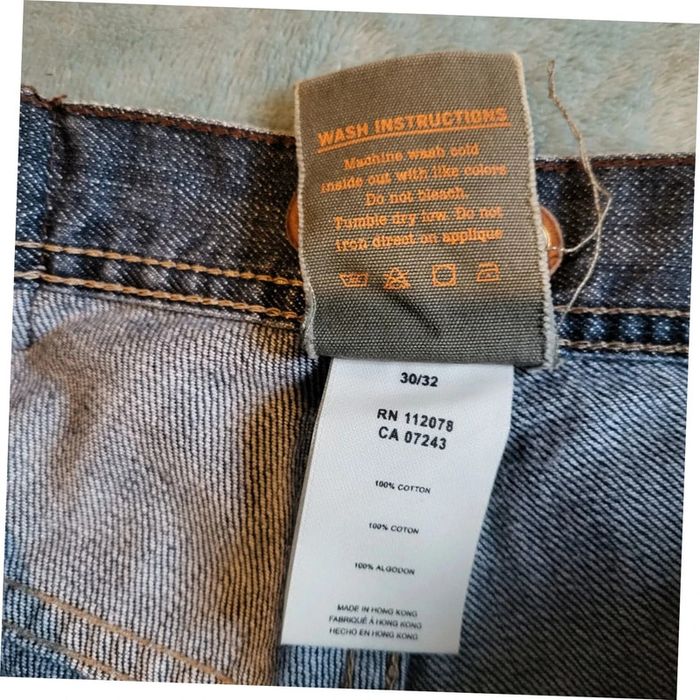 WASH INSTRUCTIONS
Machine wash cold
inside out with like colors
Do not bleach.
Tumble dry low. Do not
iron direct on applique
30/32
RN 112078
CA 07243
100% COTTON
100% COTON
100% ALGODON
MADE IN HONG KONG
FABRIQUÉ À HONG KONG
HECHO EN HONG KONG